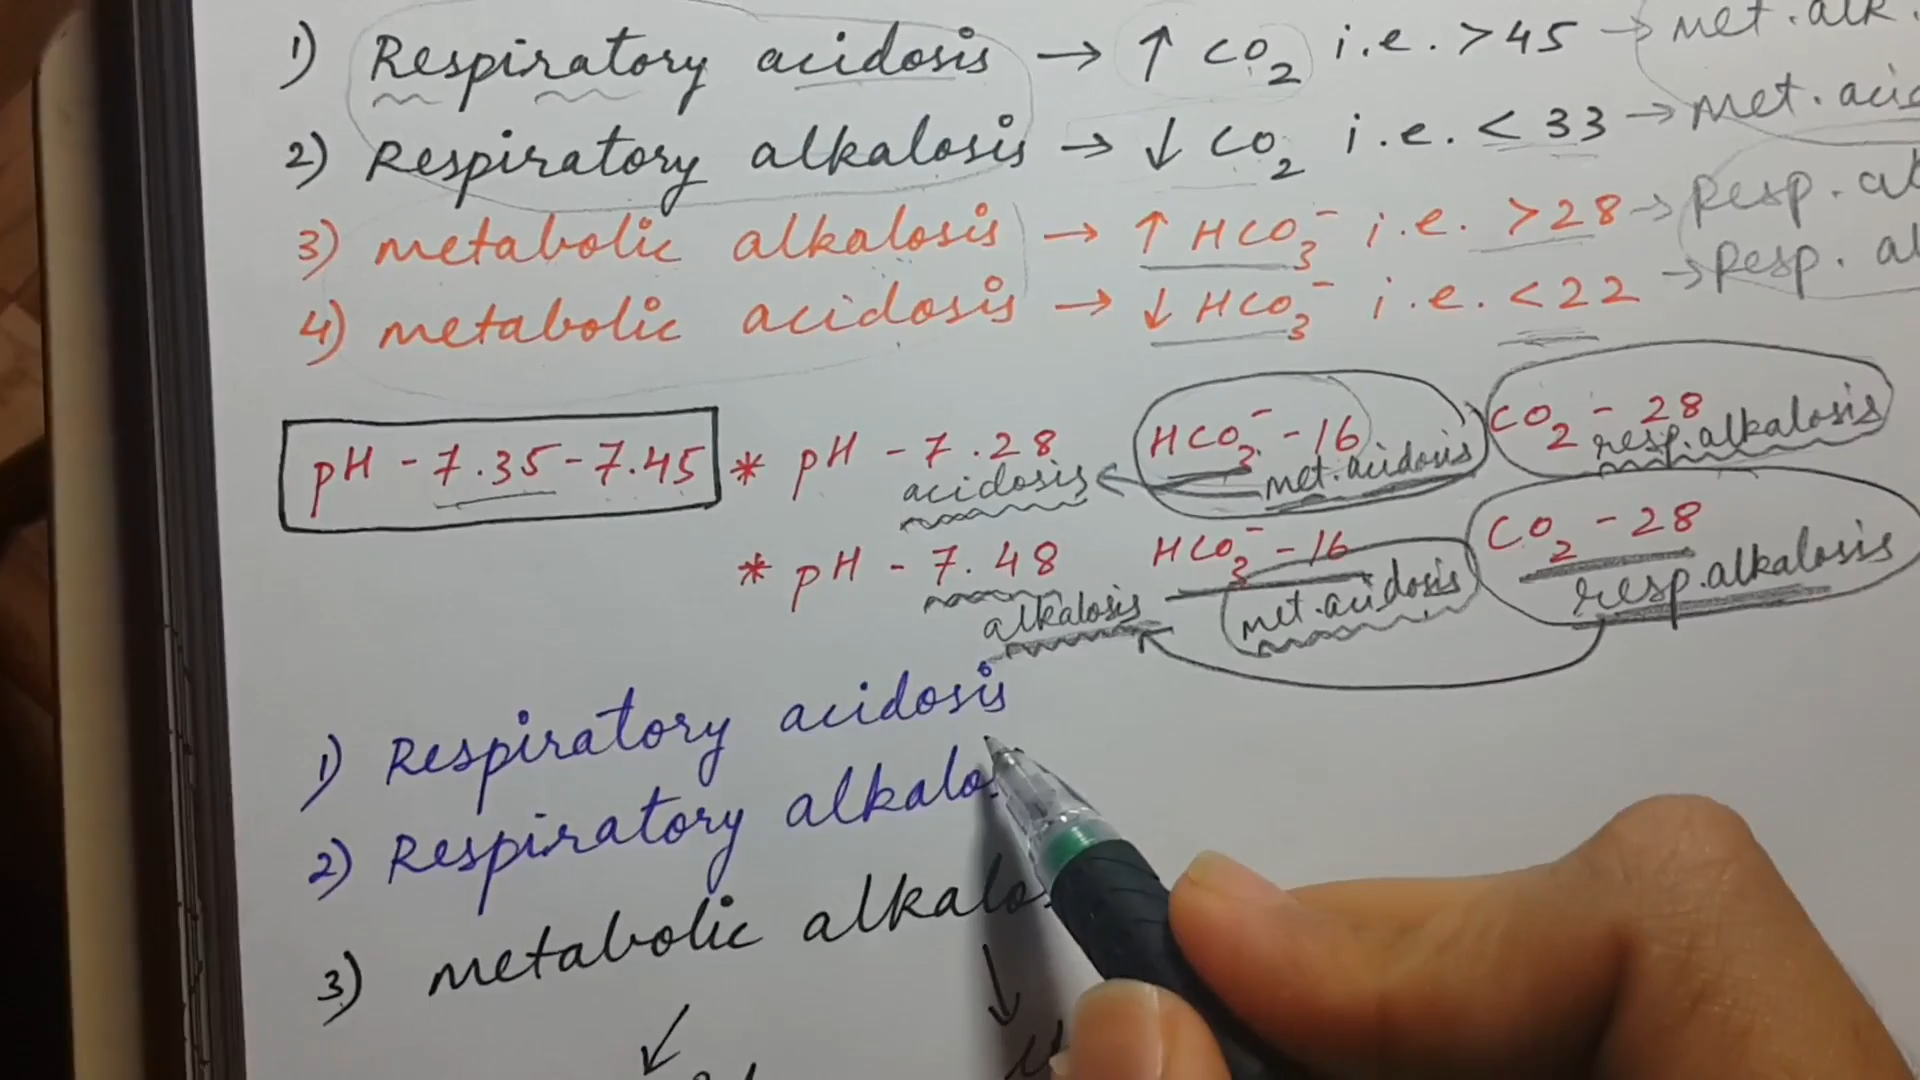 1) Respiratory acidosis → ↑ CO2 i.e. >45 → met. alk.
2) Respiratory alkalosis → ↓ CO2 i.e. < 33 → met. acid
3) metabolic alkalosis → ↑ HCO3⁻ i.e. >28 → Resp.
4) metabolic acidosis → ↓ HCO3⁻ i.e. <22 → Resp.
pH - 7.35-7.45 * pH - 7.28 HCO3⁻ - 16 CO2 - 28
acidosis ← met. acidosis resp. alkalosis
* pH - 7.48 HCO3⁻ - 16 CO2 - 28
alkalosis met. acidosis resp. alkalosis
1) Respiratory acidosis
2) Respiratory alkalo
3) metabolic alkalo